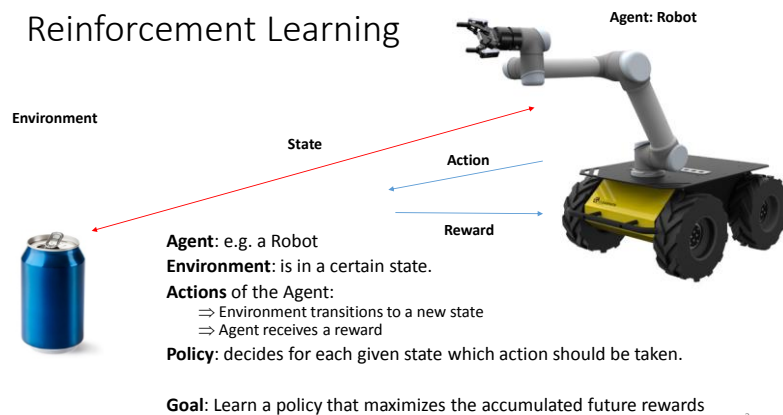 Reinforcement Learning
Agent: Robot
Environment
State
Action
Reward
Agent: e.g. a Robot
Environment: is in a certain state.
Actions of the Agent:
⇒ Environment transitions to a new state
⇒ Agent receives a reward
Policy: decides for each given state which action should be taken.
Goal: Learn a policy that maximizes the accumulated future rewards